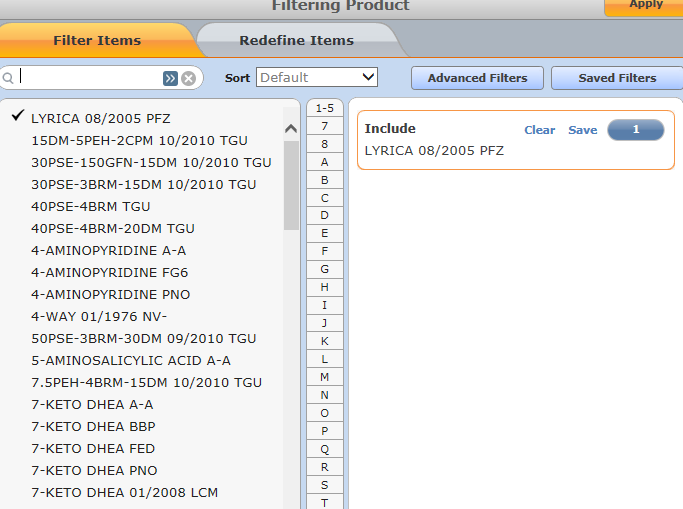 Filtering Product
Apply
Filter Items
Redefine Items
Sort
Default
Advanced Filters
Saved Filters
LYRICA 08/2005 PFZ
15DM-5PEH-2CPM 10/2010 TGU
30PSE-150GFN-15DM 10/2010 TGU
30PSE-3BRM-15DM 10/2010 TGU
40PSE-4BRM TGU
40PSE-4BRM-20DM TGU
4-AMINOPYRIDINE A-A
4-AMINOPYRIDINE FG6
4-AMINOPYRIDINE PNO
4-WAY 01/1976 NV-
50PSE-3BRM-30DM 09/2010 TGU
5-AMINOSALICYLIC ACID A-A
7.5PEH-4BRM-15DM 10/2010 TGU
7-KETO DHEA A-A
7-KETO DHEA BBP
7-KETO DHEA FED
7-KETO DHEA PNO
7-KETO DHEA 01/2008 LCM
1-5
7
8
A
B
C
D
E
F
G
H
I
J
K
L
M
N
O
P
Q
R
S
T
Include
Clear
Save
1
LYRICA 08/2005 PFZ